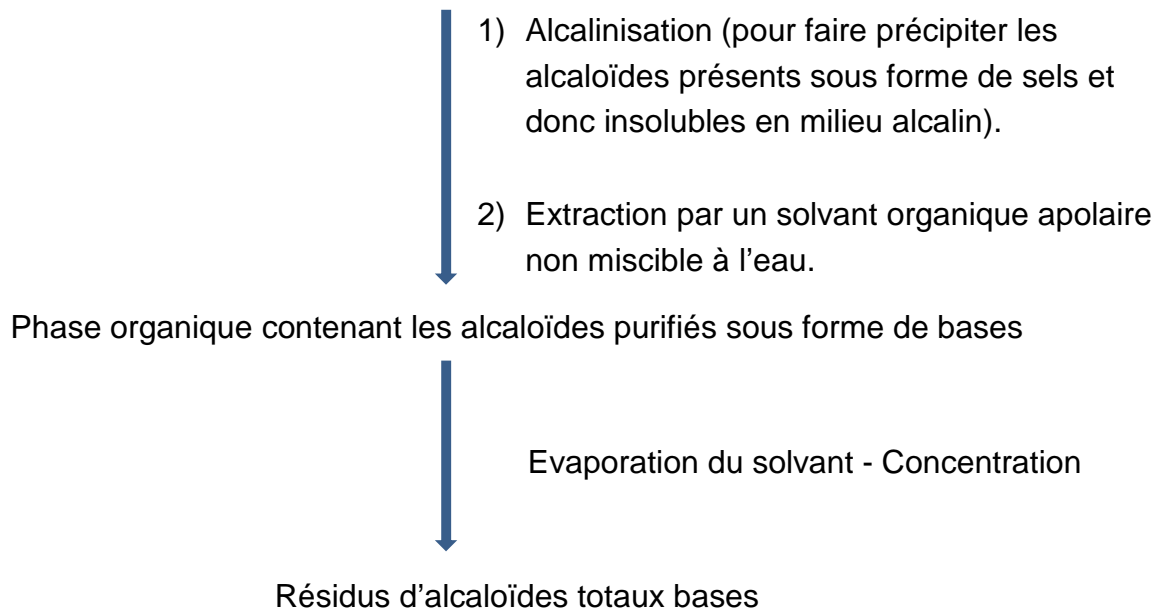 1) Alcalinisation (pour faire précipiter les
alcaloïdes présents sous forme de sels et
donc insolubles en milieu alcalin).
2) Extraction par un solvant organique apolaire
non miscible à l’eau.
Phase organique contenant les alcaloïdes purifiés sous forme de bases
Evaporation du solvant - Concentration
Résidus d’alcaloïdes totaux bases